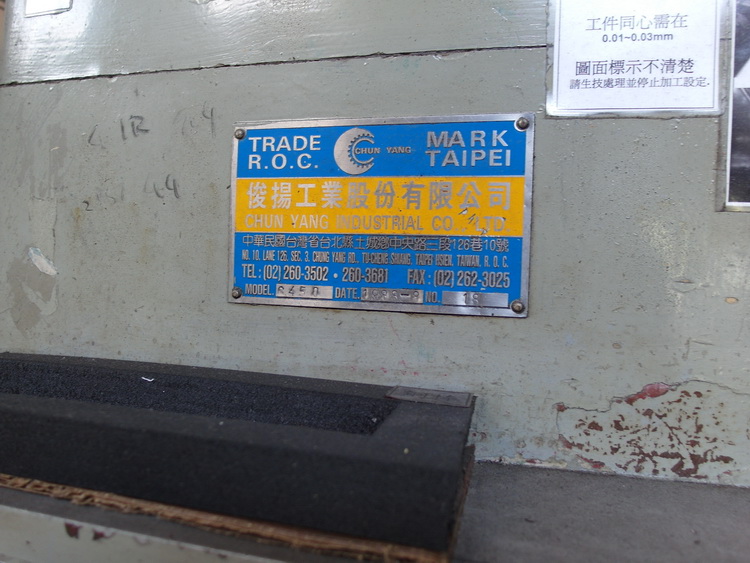 工件同心需在
0.01~0.03mm
圖面標示不清楚
請生技處理並停止加工設定.
TRADE MARK
R.O.C. CHUN YANG TAIPEI
俊揚工業股份有限公司
CHUN YANG INDUSTRIAL CO., LTD.
中華民國台灣省台北縣土城鄉中央路三段126巷10號
NO. 10. LANE 126. SEC. 3. CHUNG YANG RD., TU-CHENG-SHIANG. TAIPEI HSIEN. TAIWAN, R. O. C.
TEL: (02) 260-3502 • 260-3681 FAX: (02) 262-3025
MODEL DATE. NO.